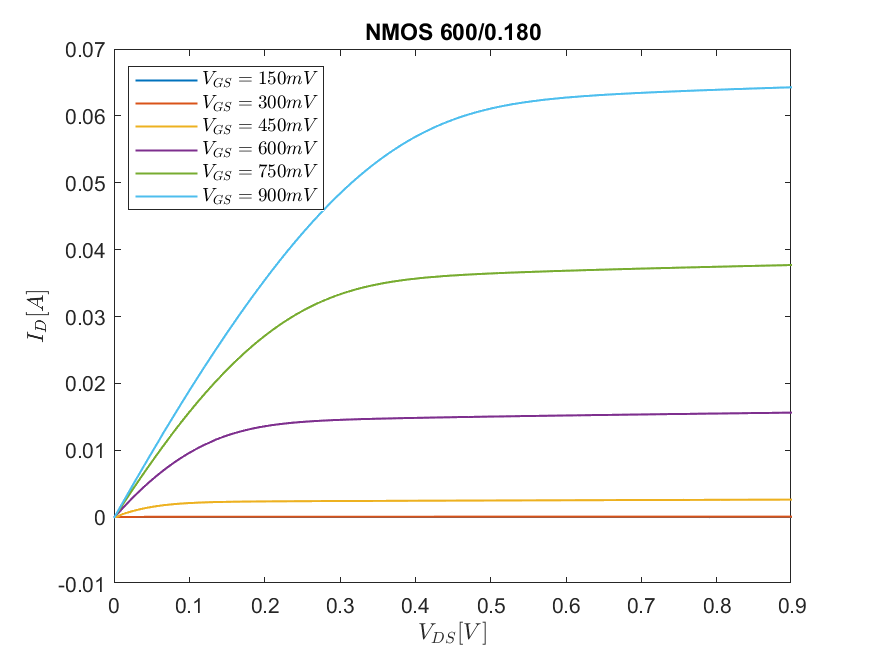 NMOS 600/0.180
0.07
0.06
0.05
0.04
0.03
0.02
0.01
0
-0.01
I_D[A]
V_GS = 150mV
V_GS = 300mV
V_GS = 450mV
V_GS = 600mV
V_GS = 750mV
V_GS = 900mV
0 0.1 0.2 0.3 0.4 0.5 0.6 0.7 0.8 0.9
V_DS[V]